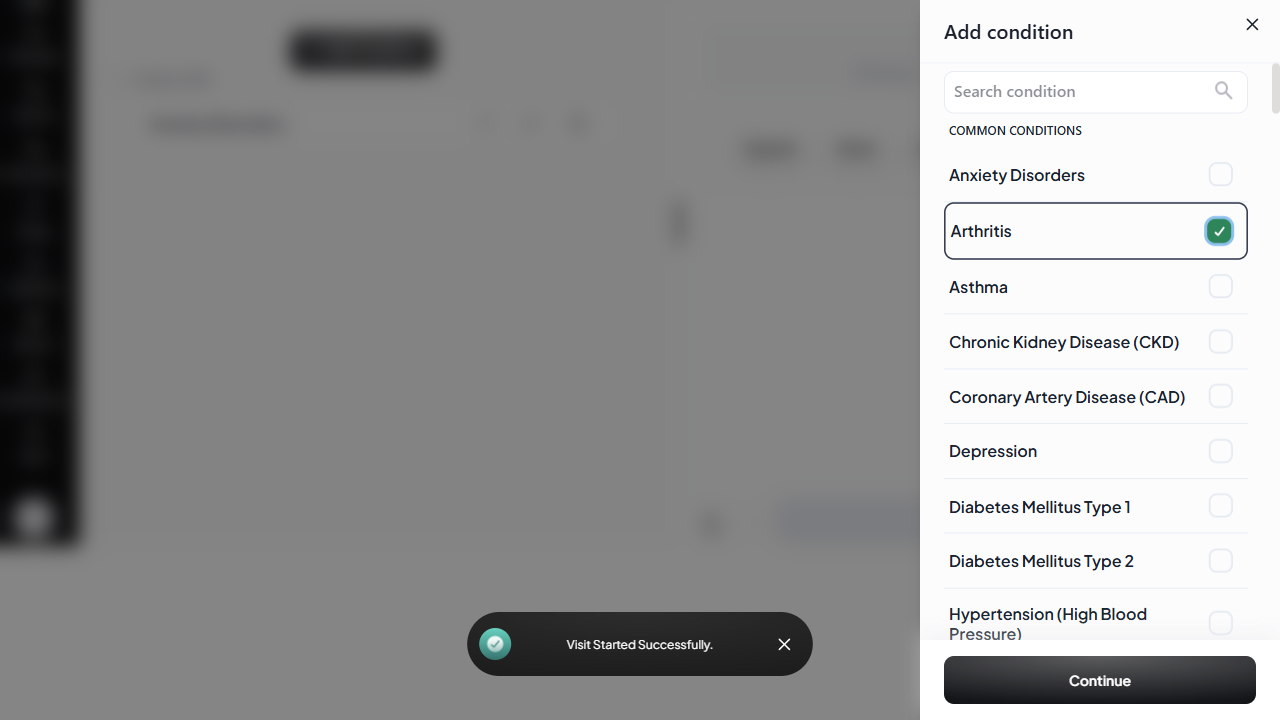 Add condition
Search condition
COMMON CONDITIONS
Anxiety Disorders
Arthritis
Asthma
Chronic Kidney Disease (CKD)
Coronary Artery Disease (CAD)
Depression
Diabetes Mellitus Type 1
Diabetes Mellitus Type 2
Hypertension (High Blood
Pressure)
Continue
Visit Started Successfully.